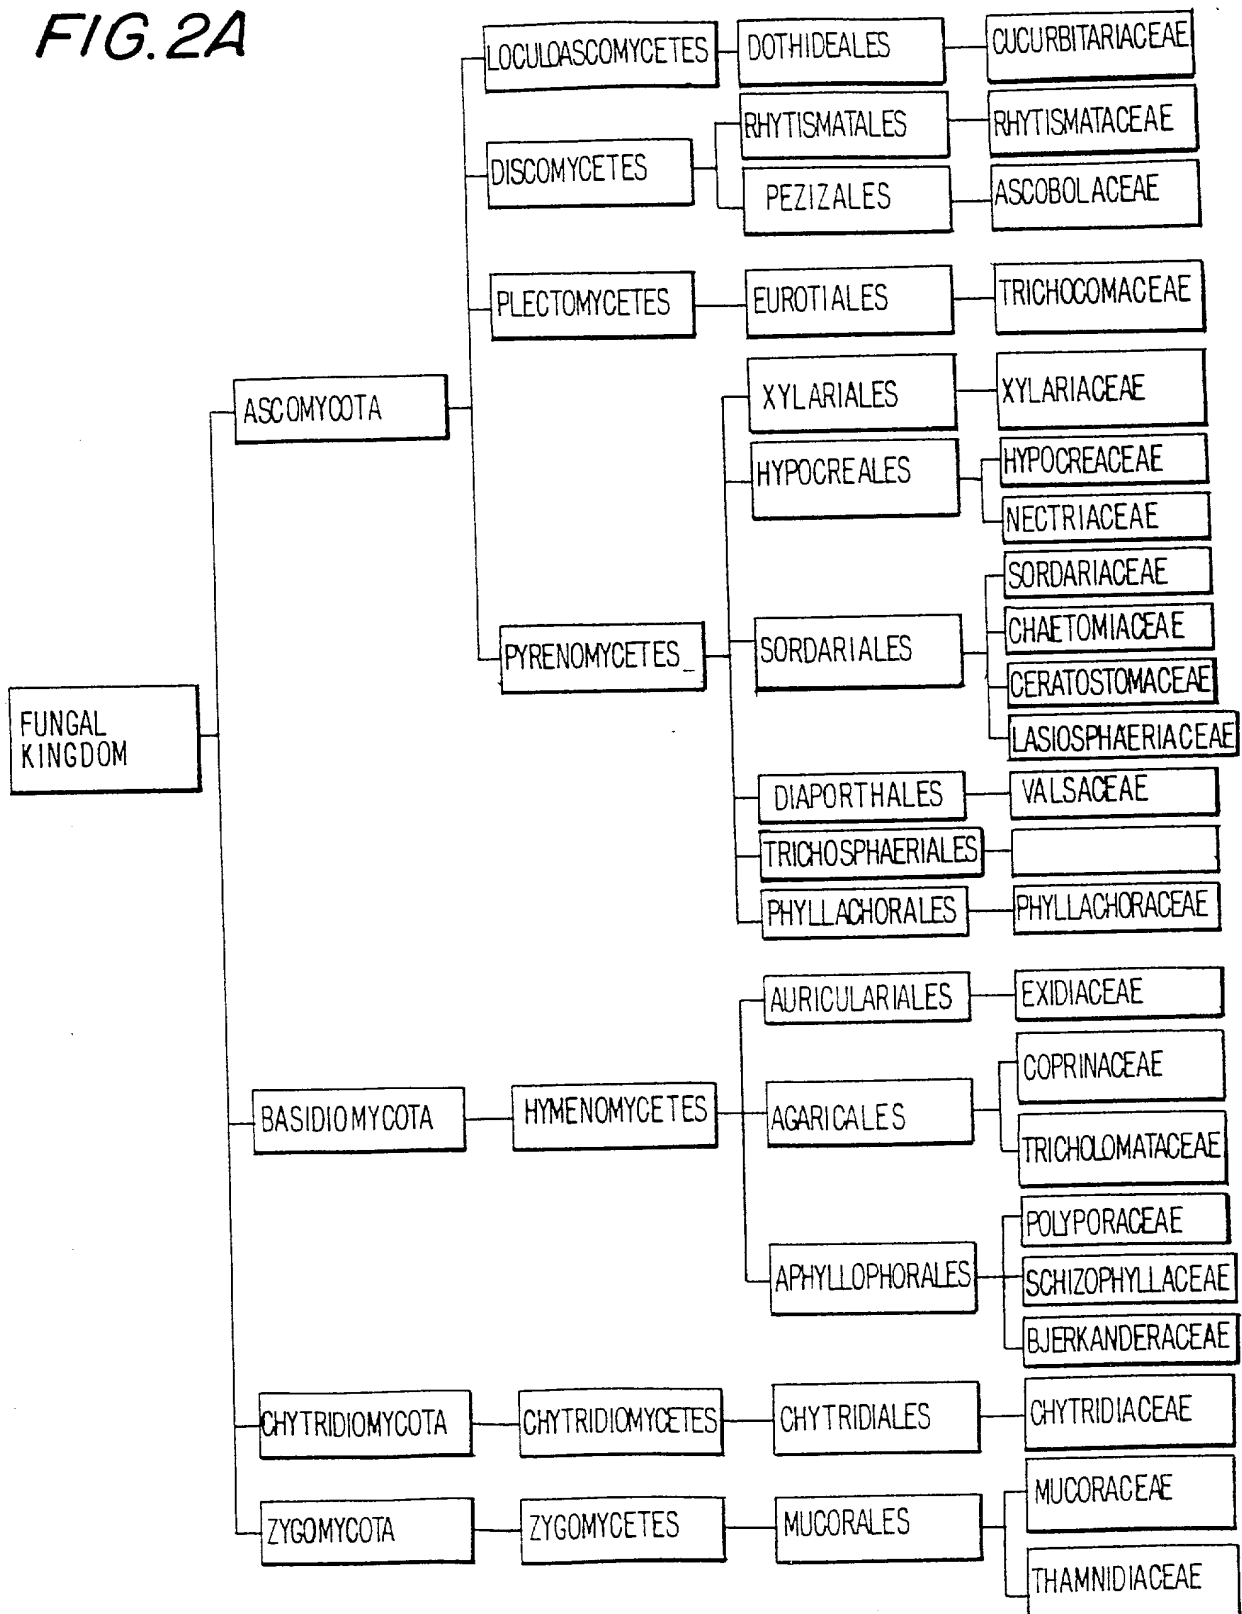 FIG. 2A
LOCULOASCOMYCETES
DOTHIDEALES
CUCURBITARIACEAE
DISCOMYCETES
RHYTISMATALES
RHYTISMATACEAE
PEZIZALES
ASCOBOLACEAE
PLECTOMYCETES
EUROTIALES
TRICHOCOMACEAE
ASCOMYCOTA
XYLARIALES
XYLARIACEAE
HYPOCREALES
HYPOCREACEAE
NECTRIACEAE
PYRENOMYCETES_
SORDARIALES
SORDARIACEAE
CHAETOMIACEAE
CERATOSTOMACEAE
LASIOSPHAERIACEAE
FUNGAL
KINGDOM
DIAPORTHALES
VALSACEAE
TRICHOSPHAERIALES
PHYLLACHORALES
PHYLLACHORACEAE
BASIDIOMYCOTA
HYMENOMYCETES
AURICULARIALES
EXIDIACEAE
AGARICALES
COPRINACEAE
TRICHOLOMATACEAE
APHYLLOPHORALES
POLYPORACEAE
SCHIZOPHYLLACEAE
BJERKANDERACEAE
CHYTRIDIOMYCOTA
CHYTRIDIOMYCETES
CHYTRIDIALES
CHYTRIDIACEAE
ZYGOMYCOTA
ZYGOMYCETES
MUCORALES
MUCORACEAE
THAMNIDIACEAE